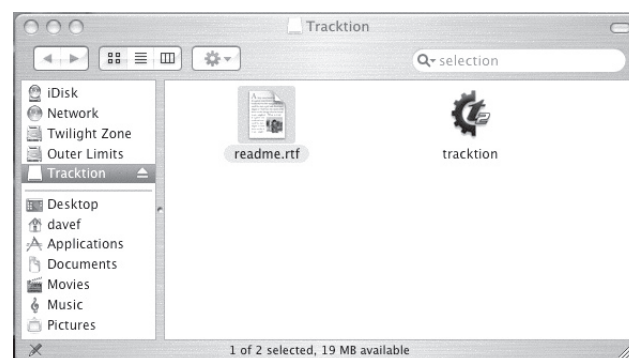 Tracktion
selection
iDisk
Network
Twilight Zone
Outer Limits
Tracktion
Desktop
davef
Applications
Documents
Movies
Music
Pictures
readme.rtf
tracktion
1 of 2 selected, 19 MB available